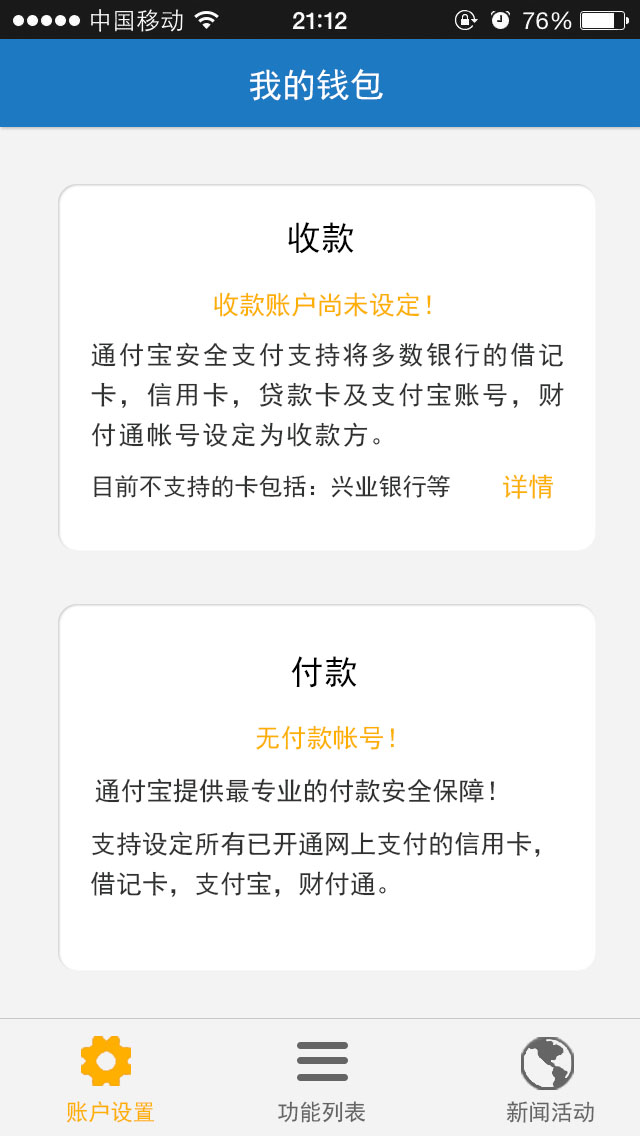 中国移动 21:12 76%
我的钱包
收款
收款账户尚未设定！
通付宝安全支付支持将多数银行的借记
卡，信用卡，贷款卡及支付宝账号，财
付通帐号设定为收款方。
目前不支持的卡包括：兴业银行等 详情
付款
无付款帐号！
通付宝提供最专业的付款安全保障！
支持设定所有已开通网上支付的信用卡，
借记卡，支付宝，财付通。
账户设置 功能列表 新闻活动